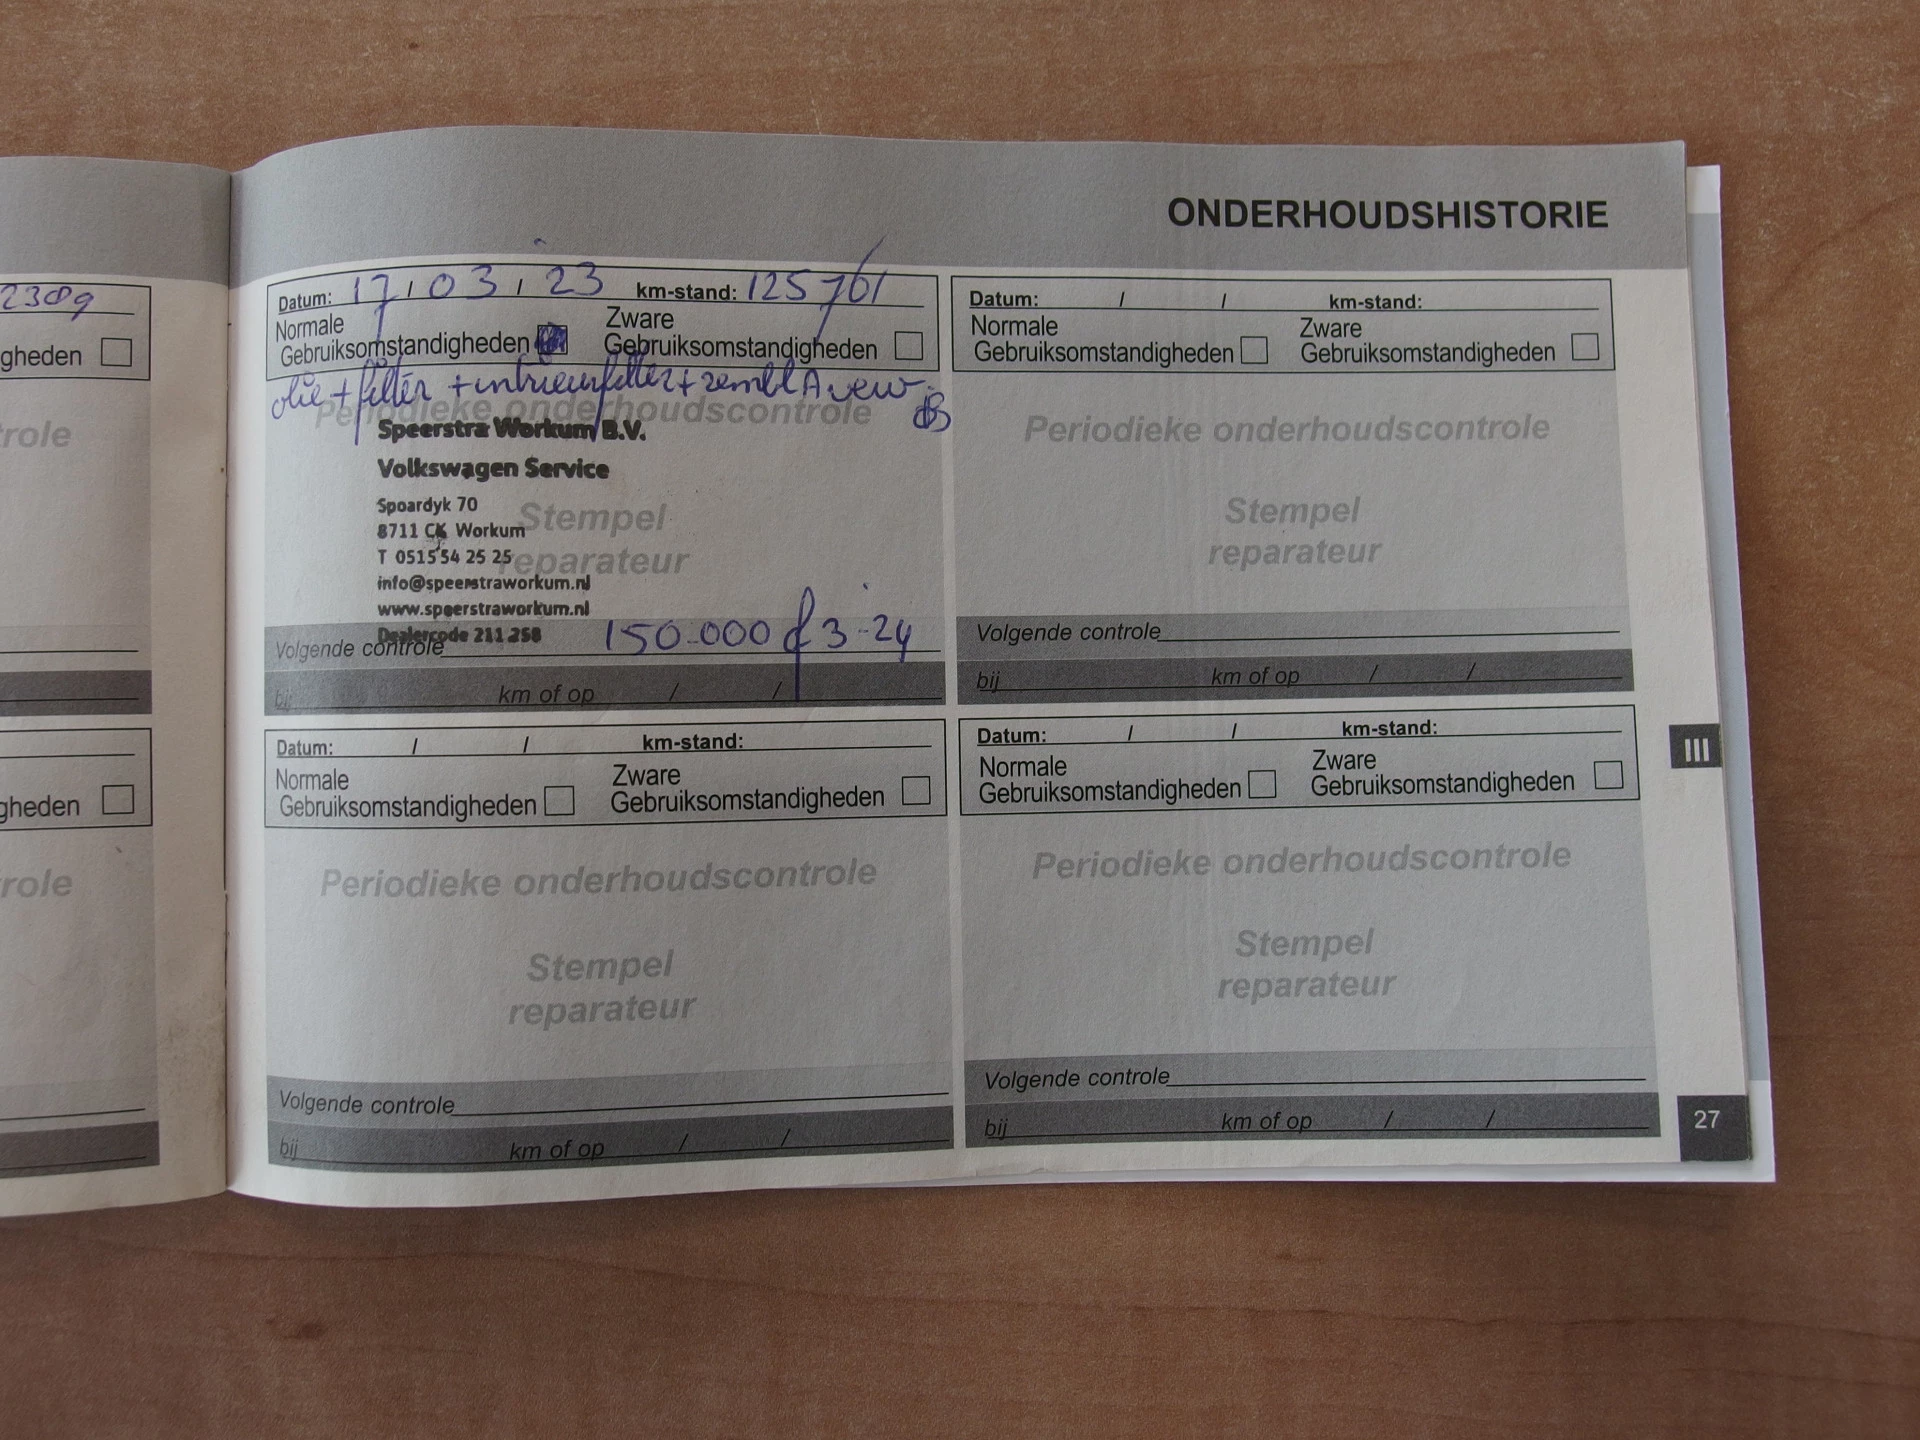 ONDERHOUDSHISTORIE
2389
gheden
role
gheden
role
Datum: 17 / 03 / 23 km-stand: 125761
Normale
Gebruiksomstandigheden
Zware
Gebruiksomstandigheden
olie + filter + interieurfilter +
Periodieke onderhoudscontrole
Speerstra Workum B.V.
Volkswagen Service
Spoardyk 70
8711 CK Workum
T 0515 54 25 25
info@speerstraworkum.nl
www.speerstraworkum.nl
Dealercode 211.258
Stempel
reparateur
150.000 of 3-24
Volgende controle
bij km of op / /
Datum: / / km-stand:
Normale
Gebruiksomstandigheden
Zware
Gebruiksomstandigheden
Periodieke onderhoudscontrole
Stempel
reparateur
Volgende controle
bij km of op / /
Datum: / / km-stand:
Normale
Gebruiksomstandigheden
Zware
Gebruiksomstandigheden
Periodieke onderhoudscontrole
Stempel
reparateur
Volgende controle
bij km of op / /
Datum: / / km-stand:
Normale
Gebruiksomstandigheden
Zware
Gebruiksomstandigheden
Periodieke onderhoudscontrole
Stempel
reparateur
Volgende controle
bij km of op / /
III
27